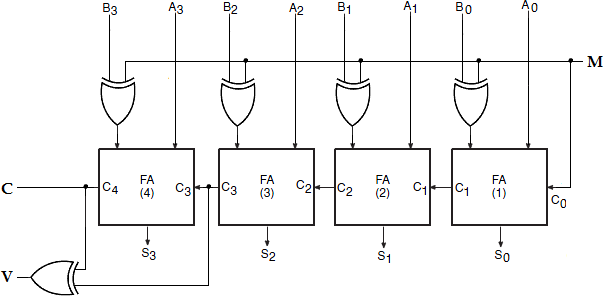 B3 A3 B2 A2 B1 A1 B0 A0
M
FA FA FA FA
C4 (4) C3 C3 (3) C2 C2 (2) C1 C1 (1)
C
C0
S3 S2 S1 S0
V